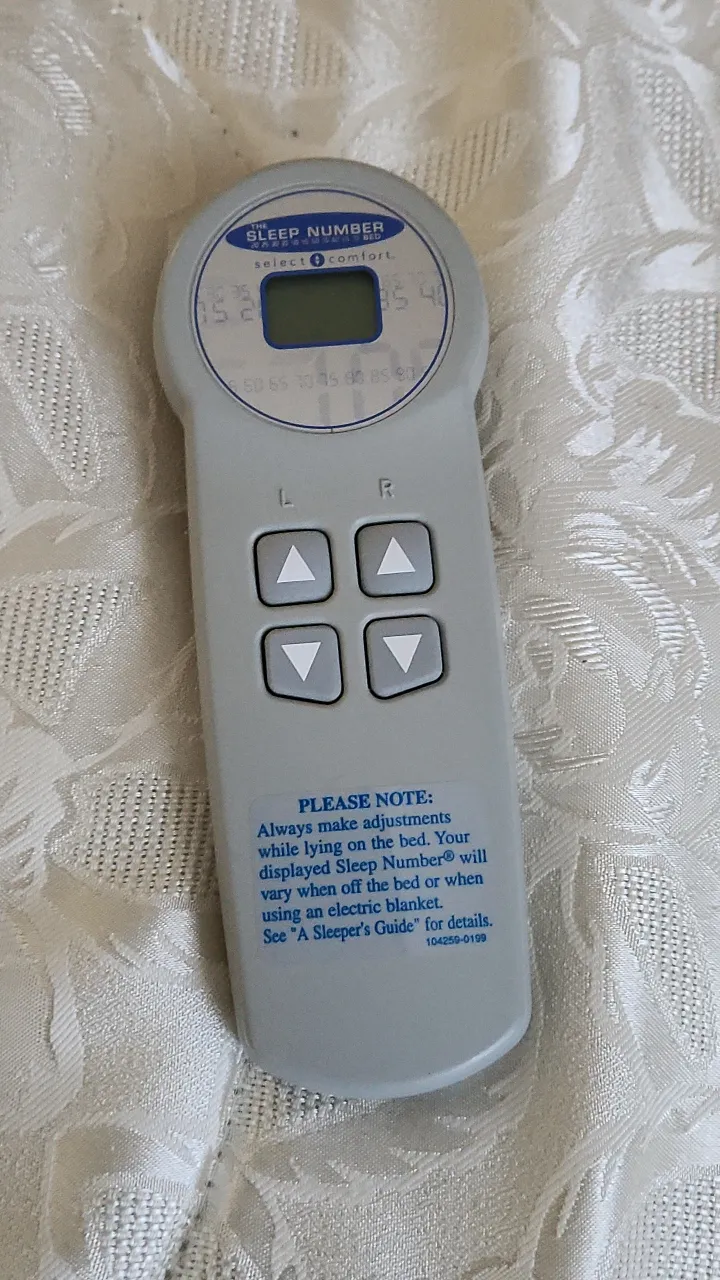 THE
SLEEP NUMBER
BED
select comfort
L R
PLEASE NOTE:
Always make adjustments
while lying on the bed. Your
displayed Sleep Number® will
vary when off the bed or when
using an electric blanket.
See "A Sleeper's Guide" for details.
104259-0199